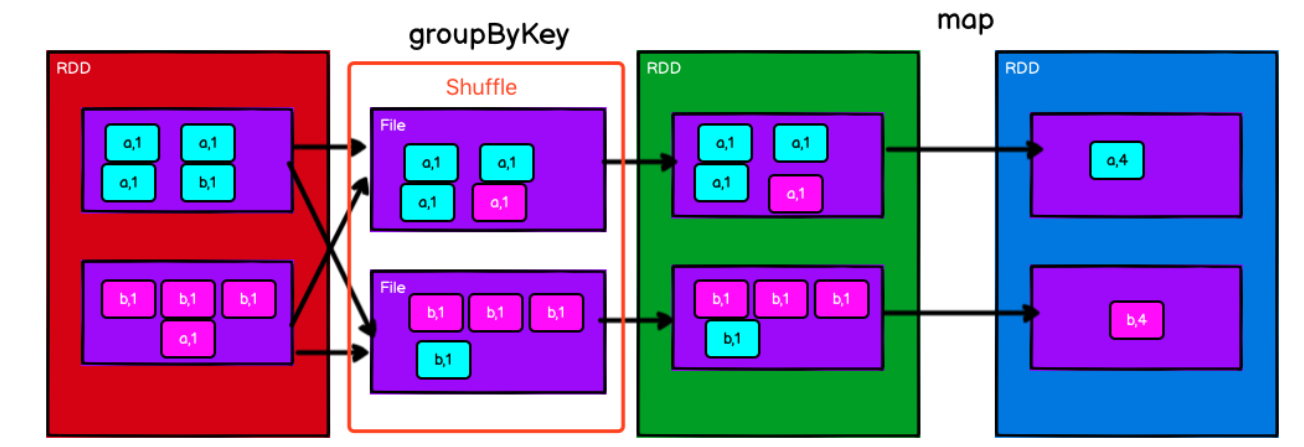 groupByKey
map
RDD
a,1 a,1
a,1 b,1
b,1 b,1 b,1
a,1
Shuffle
File
a,1 a,1
a,1 a,1
File
b,1 b,1 b,1
b,1
RDD
a,1 a,1
a,1 a,1
b,1 b,1 b,1
b,1
RDD
a,4
b,4